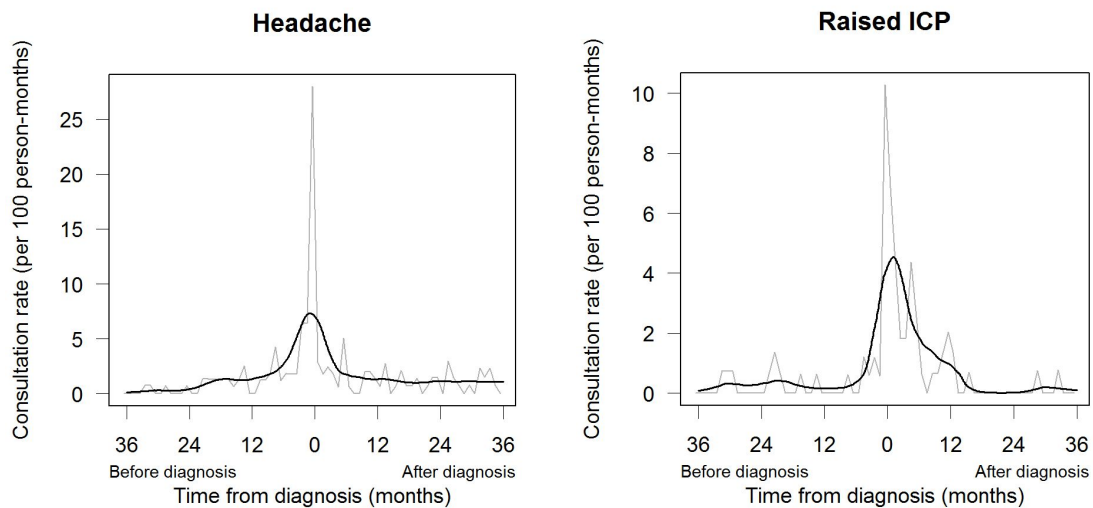 Headache
Consultation rate (per 100 person-months)
25
20
15
10
5
0
36 24 12 0 12 24 36
Before diagnosis After diagnosis
Time from diagnosis (months)
Raised ICP
Consultation rate (per 100 person-months)
10
8
6
4
2
0
36 24 12 0 12 24 36
Before diagnosis After diagnosis
Time from diagnosis (months)